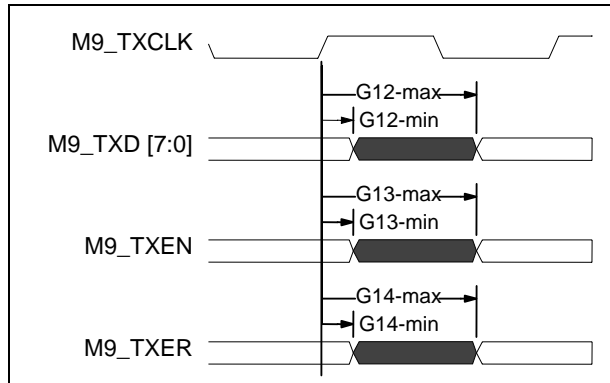 M9_TXCLK
G12-max
G12-min
M9_TXD [7:0]
G13-max
G13-min
M9_TXEN
G14-max
G14-min
M9_TXER